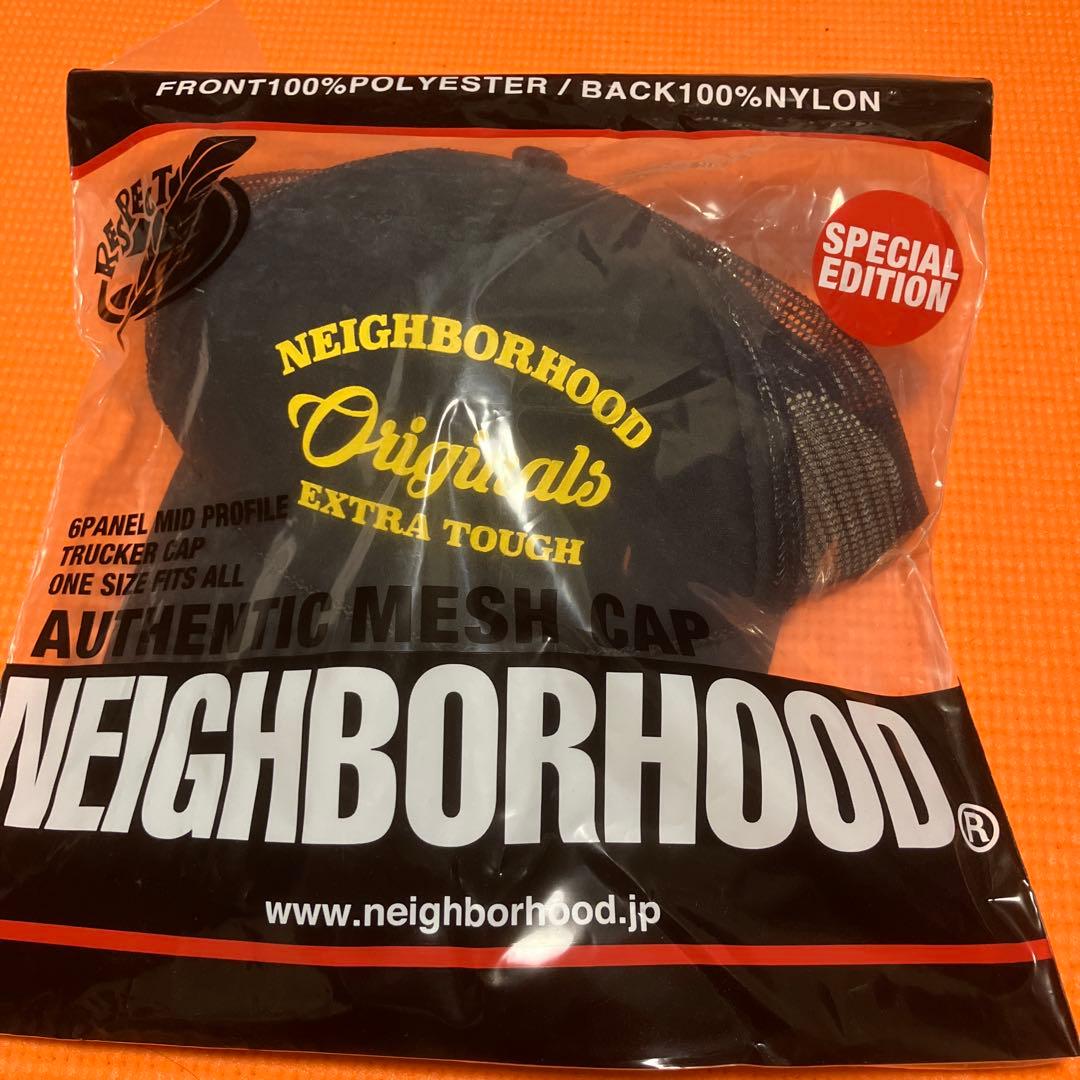 FRONT100%POLYESTER / BACK100%NYLON
RESPECT
SPECIAL
EDITION
NEIGHBORHOOD
Originals
EXTRA TOUGH
6PANEL MID PROFILE
TRUCKER CAP
ONE SIZE FITS ALL
AUTHENTIC MESH CAP
NEIGHBORHOOD®
www.neighborhood.jp